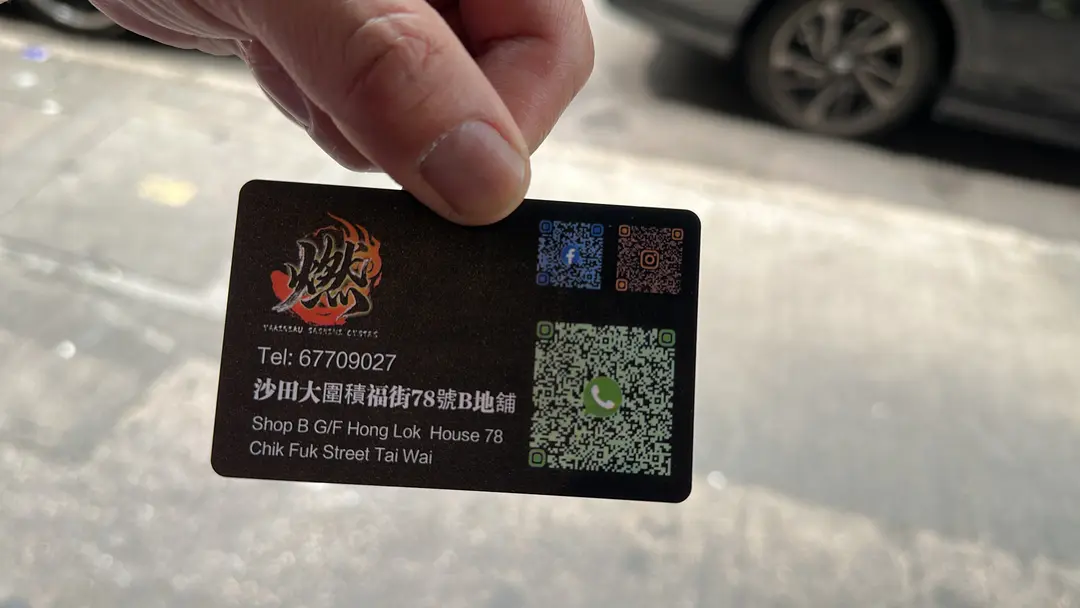 燃
Tel: 67709027
沙田大圍積福街78號B地舖
Shop B G/F Hong Lok House 78
Chik Fuk Street Tai Wai